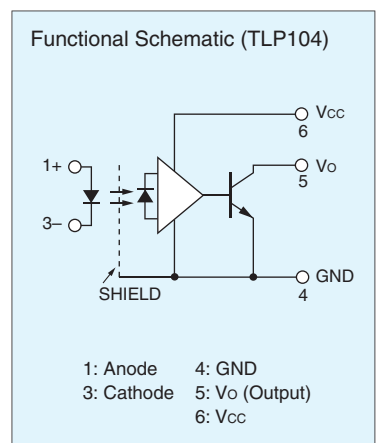 Functional Schematic (TLP104)
Vcc
6
1+
Vo
5
3–
GND
4
SHIELD
1: Anode 4: GND
3: Cathode 5: Vo (Output)
6: Vcc